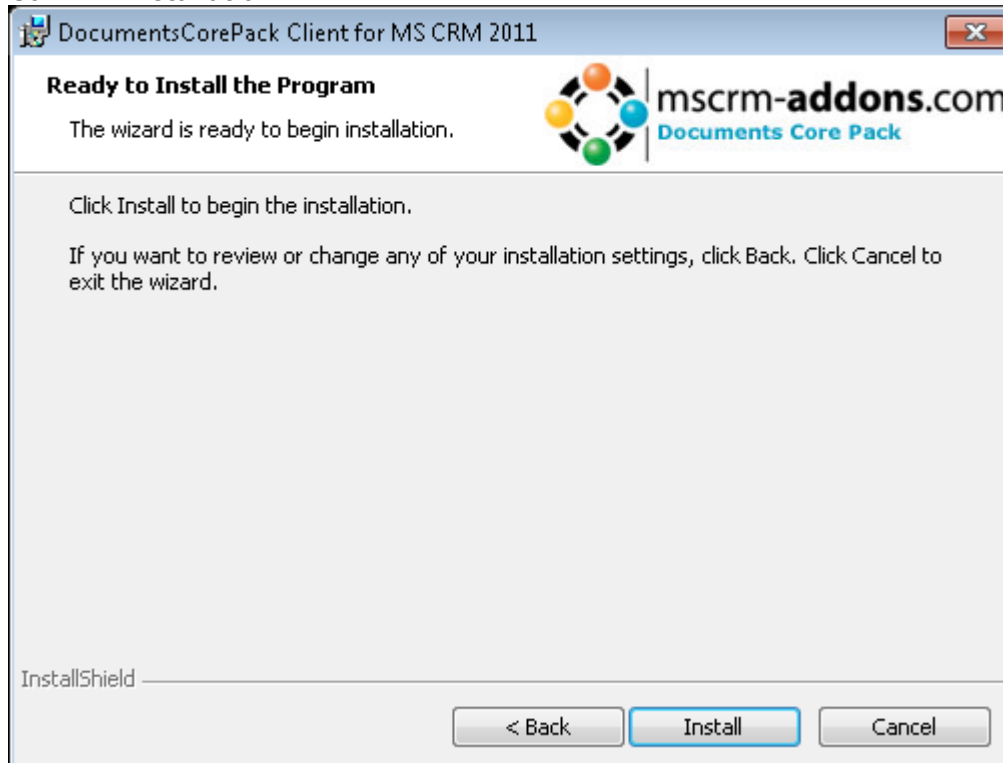 DocumentsCorePack Client for MS CRM 2011
Ready to Install the Program
The wizard is ready to begin installation.
mscrm-addons.com
Documents Core Pack
Click Install to begin the installation.
If you want to review or change any of your installation settings, click Back. Click Cancel to
exit the wizard.
InstallShield
< Back
Install
Cancel